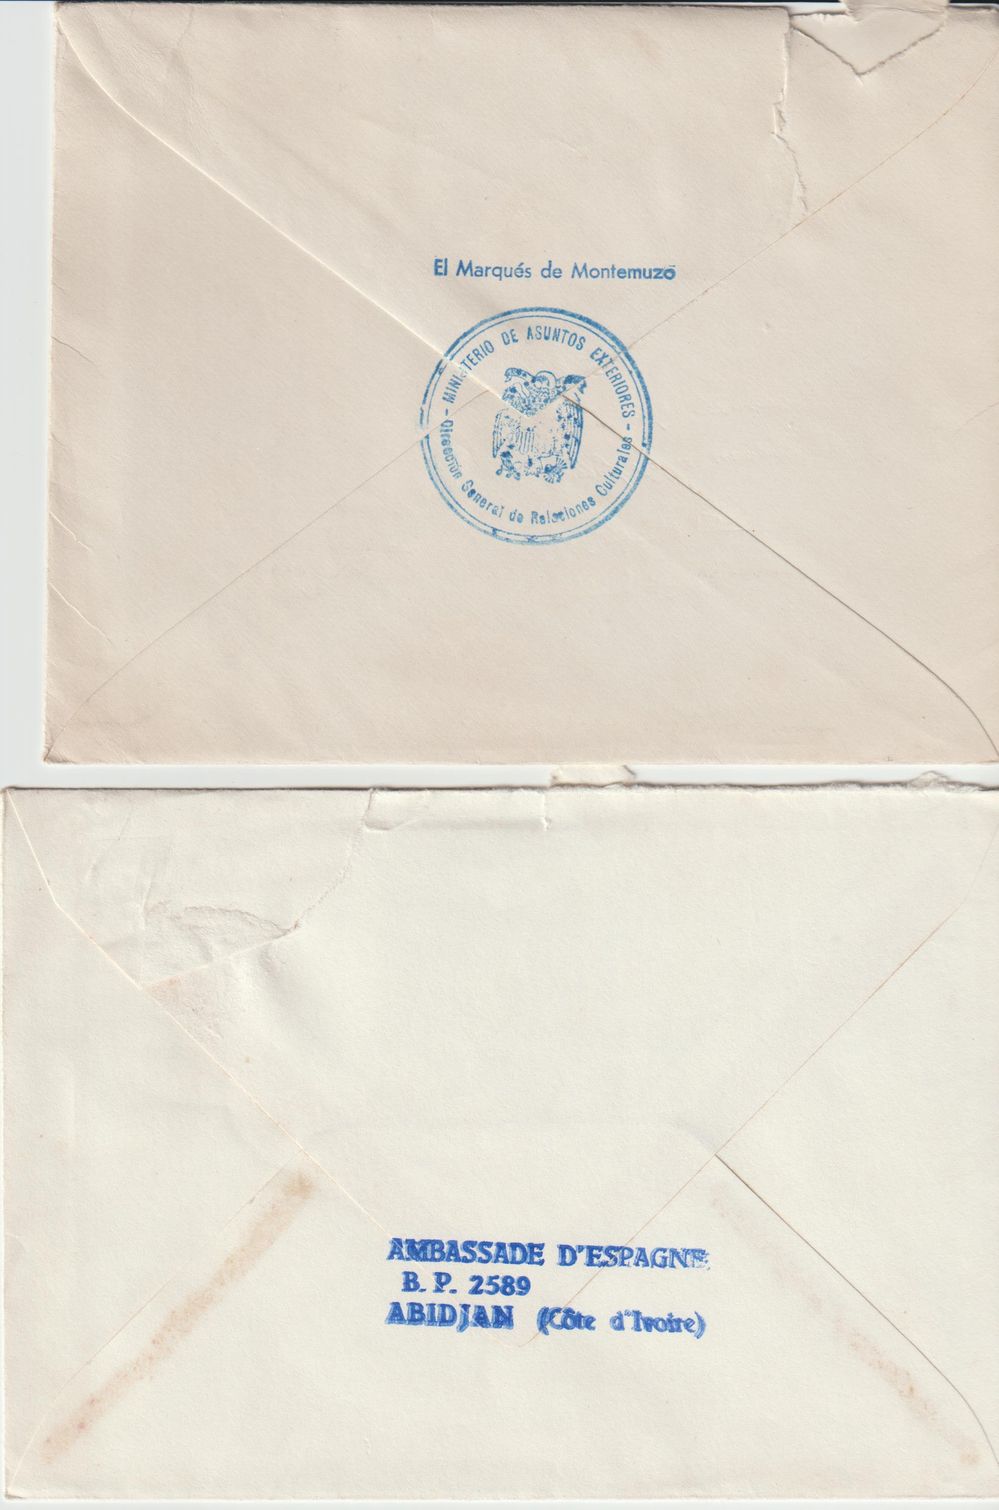 El Marqués de Montemuzo
- MINISTERIO DE ASUNTOS EXTERIORES -
Dirección General de Relaciones Culturales
AMBASSADE D'ESPAGNE
B. P. 2589
ABIDJAN (Côte d'Ivoire)